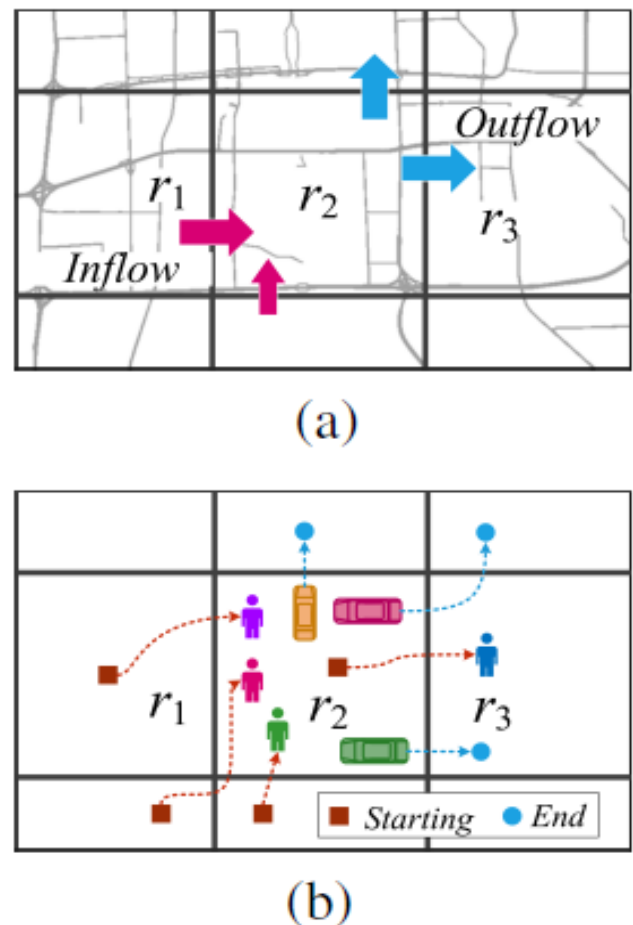 Outflow
r1 r2 r3
Inflow
(a)
r1 r2 r3
Starting End
(b)